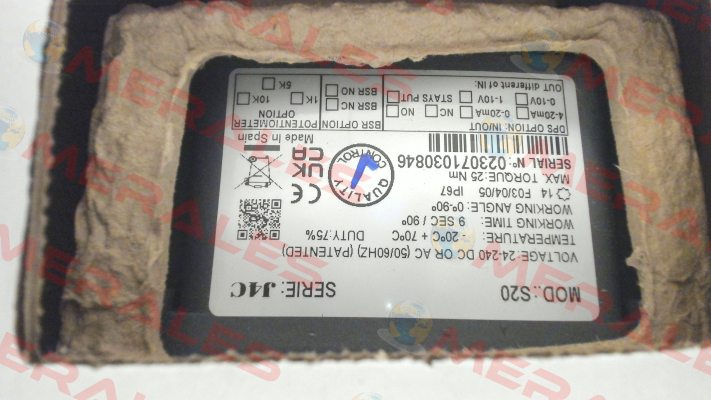 MOD.: S20 SERIE: J4C
VOLTAGE: 24-240 DC OR AC (50/60HZ) (PATENTED)
TEMPERATURE: - 20ºC + 70ºC DUTY:75%
WORKING TIME: 9 SEC / 90º
WORKING ANGLE: 0º-90º
14 F03/04/05 IP67
MAX. TORQUE: 25 Nm
SERIAL Nº: 023071030846
QUALITY CONTROL
CE
UK CA
Made in Spain
DPS OPTION: IN/OUT
4-20mA 0-20mA
0-10V 1-10V
OUT different of IN:
NC NO
STAYS PUT
BSR OPTION
BSR NC
BSR NO
POTENTIOMETER OPTION
1K 10K
5K
MERALES